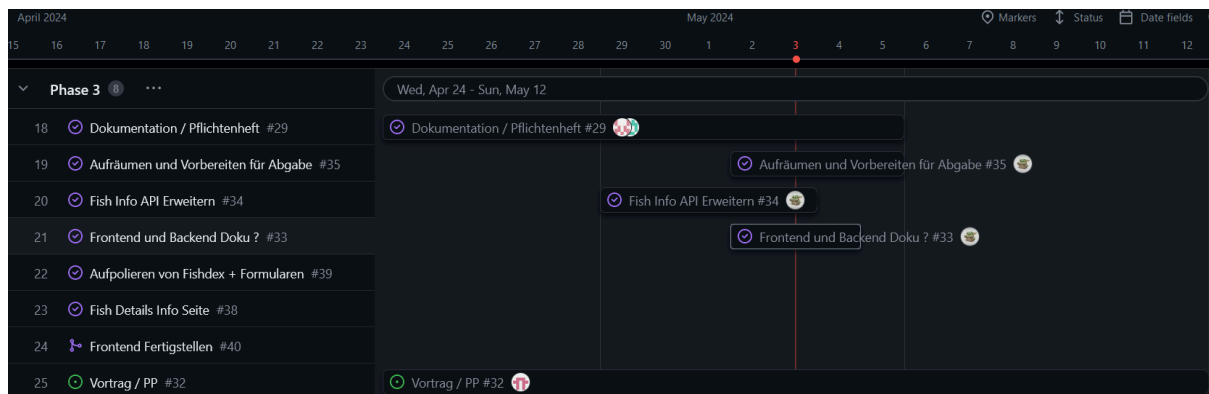 April 2024 May 2024 Markers Status Date fields
15 16 17 18 19 20 21 22 23 24 25 26 27 28 29 30 1 2 3 4 5 6 7 8 9 10 11 12
Phase 3 8 ... Wed, Apr 24 - Sun, May 12
18 Dokumentation / Pflichtenheft #29 Dokumentation / Pflichtenheft #29
19 Aufräumen und Vorbereiten für Abgabe #35 Aufräumen und Vorbereiten für Abgabe #35
20 Fish Info API Erweitern #34 Fish Info API Erweitern #34
21 Frontend und Backend Doku ? #33 Frontend und Backend Doku ? #33
22 Aufpolieren von Fishdex + Formularen #39
23 Fish Details Info Seite #38
24 Frontend Fertigstellen #40
25 Vortrag / PP #32 Vortrag / PP #32